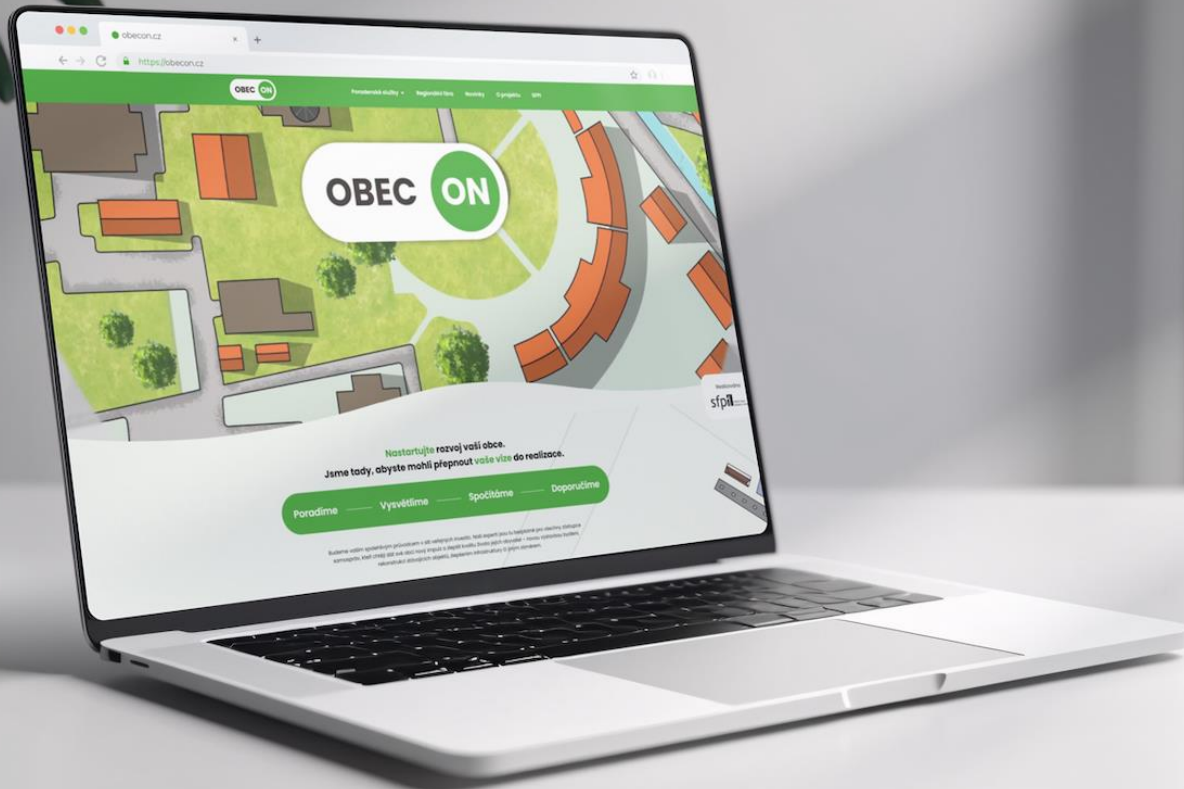 obecon.cz
https://obecon.cz
OBEC ON
Poradenské služby Regionální fóra Novinky O projektu
OBEC ON
Realizováno
sfpi
Nastartujte rozvoj vaší obce.
Jsme tady, abyste mohli přepnout vaše vize do realizace.
Poradíme Vysvětlíme Spočítáme Doporučíme